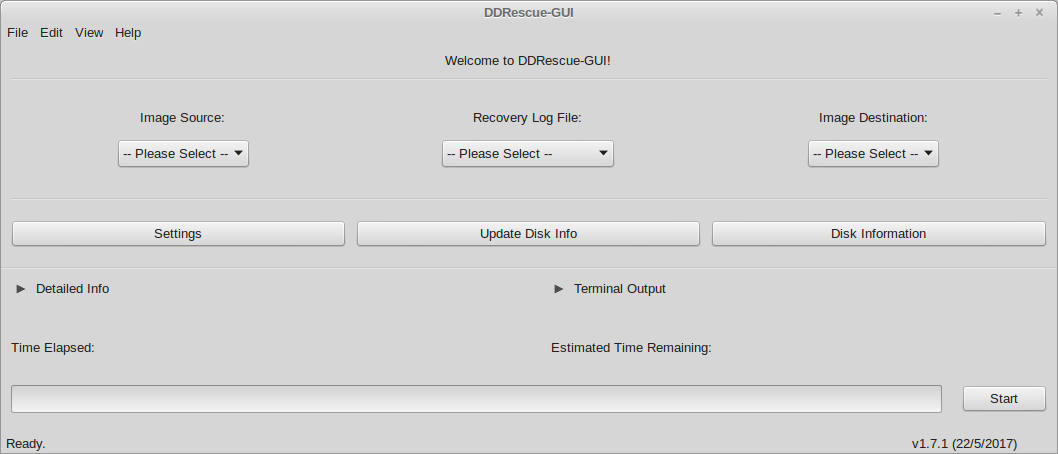 DDRescue-GUI
File Edit View Help
Welcome to DDRescue-GUI!
Image Source: Recovery Log File: Image Destination:
-- Please Select -- -- Please Select -- -- Please Select --
Settings Update Disk Info Disk Information
Detailed Info Terminal Output
Time Elapsed: Estimated Time Remaining:
Start
Ready. v1.7.1 (22/5/2017)